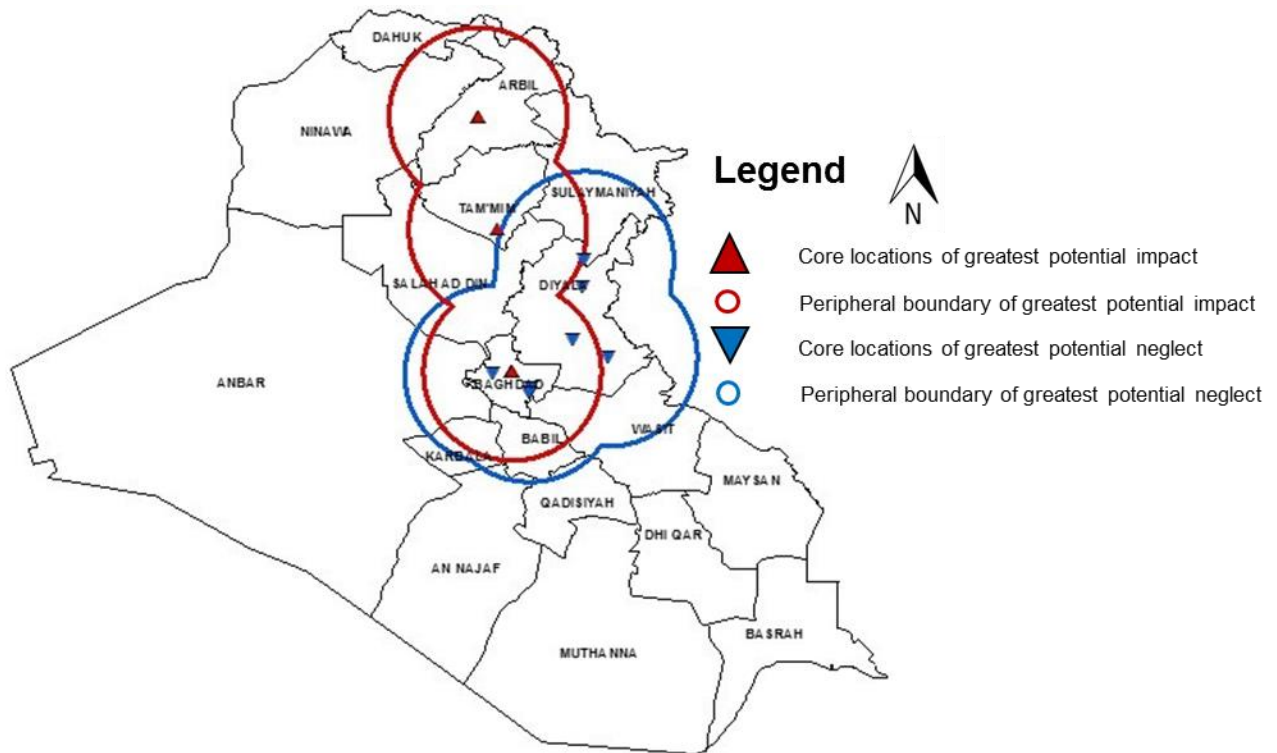 DAHUK
ARBIL
NINAWA
SULAYMANIYAH
TAM'MIM
SALAH AD DIN
DIYALA
ANBAR
BAGHDAD
BABIL
WASIT
KARBALA
MAYSAN
QADISIYAH
DHI QAR
AN NAJAF
BASRAH
MUTHANNA
Legend
N
Core locations of greatest potential impact
Peripheral boundary of greatest potential impact
Core locations of greatest potential neglect
Peripheral boundary of greatest potential neglect